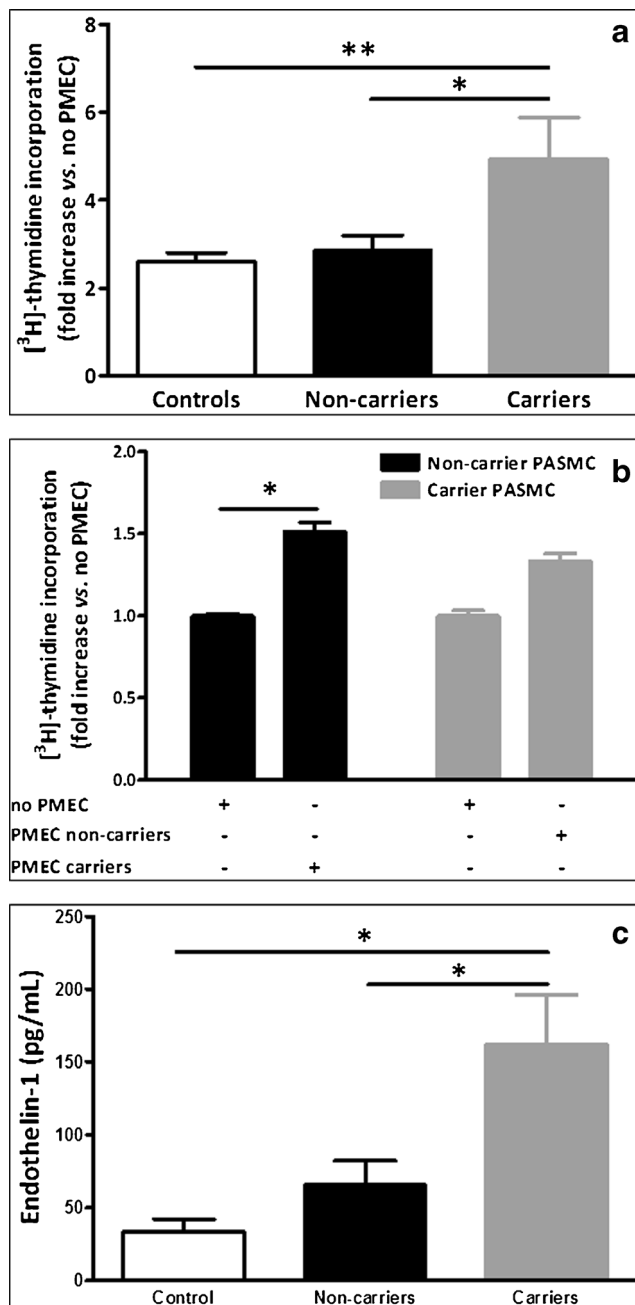 a
[³H]-thymidine incorporation
(fold increase vs. no PMEC)
8
6
4
2
0
**
*
Controls
Non-carriers
Carriers
b
[³H]-thymidine incorporation
(fold increase vs. no PMEC)
2.0
1.5
1.0
0.5
0.0
Non-carrier PASMC
Carrier PASMC
*
no PMEC + - + -
PMEC non-carriers - - - +
PMEC carriers - + - -
c
Endothelin-1 (pg/mL)
250
200
150
100
50
0
*
*
Control
Non-carriers
Carriers